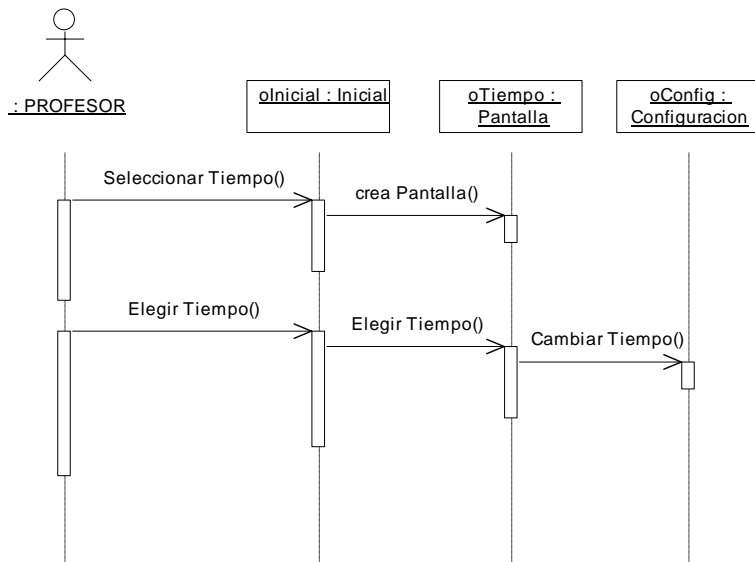 : PROFESOR
oInicial : Inicial
oTiempo :
Pantalla
oConfig :
Configuracion
Seleccionar Tiempo()
crea Pantalla()
Elegir Tiempo()
Elegir Tiempo()
Cambiar Tiempo()